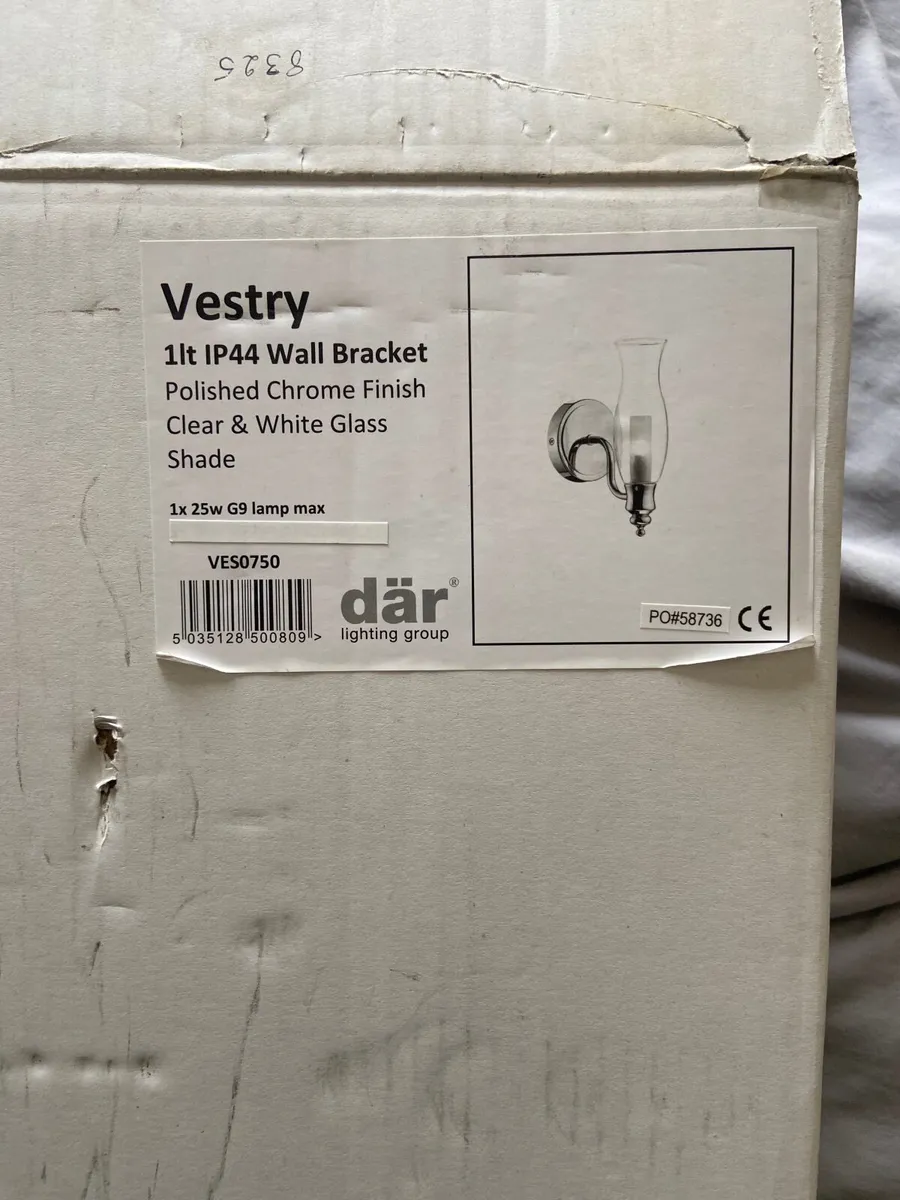 8325
Vestry
1lt IP44 Wall Bracket
Polished Chrome Finish
Clear & White Glass
Shade
1x 25w G9 lamp max
VES0750
5 035128 500809 >
där®
lighting group
PO#58736
CE